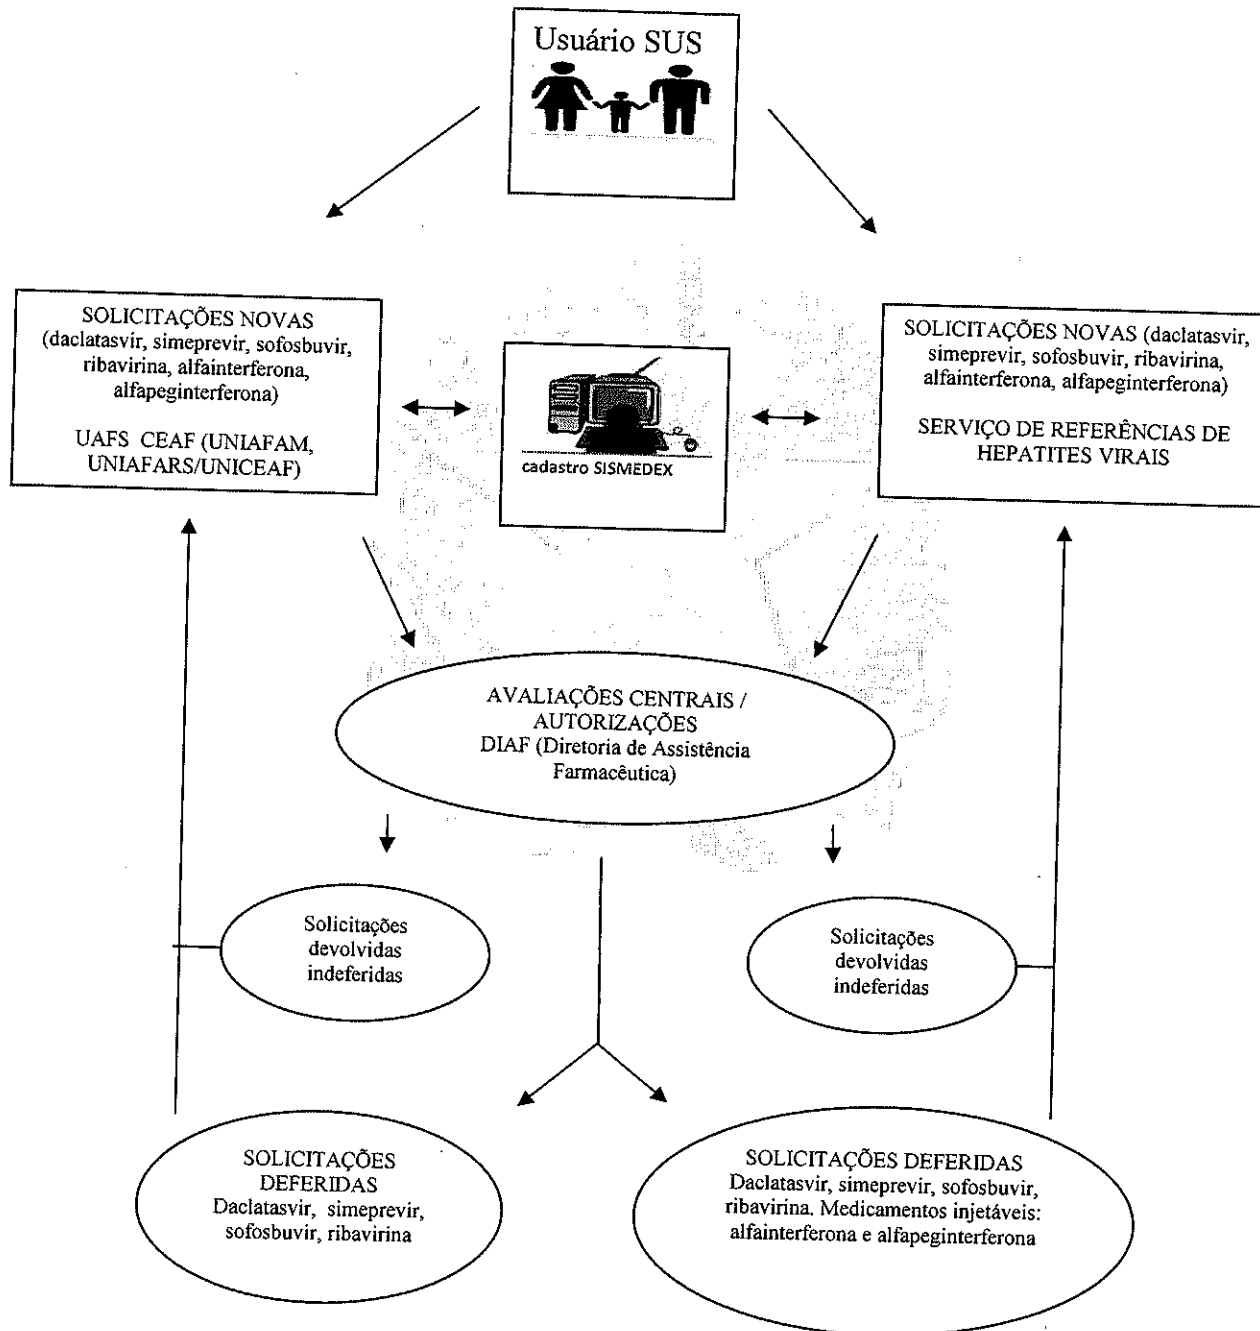 Usuário SUS
SOLICITAÇÕES NOVAS
(daclatasvir, simeprevir, sofosbuvir,
ribavirina, alfainterferona,
alfapeginterferona)
UAFS CEAF (UNIAFAM,
UNIAFARS/UNICEAF)
cadastro SISMEDEX
SOLICITAÇÕES NOVAS (daclatasvir,
simeprevir, sofosbuvir, ribavirina,
alfainterferona, alfapeginterferona)
SERVIÇO DE REFERÊNCIAS DE
HEPATITES VIRAIS
AVALIAÇÕES CENTRAIS /
AUTORIZAÇÕES
DIAF (Diretoria de Assistência
Farmacêutica)
Solicitações
devolvidas
indeferidas
Solicitações
devolvidas
indeferidas
SOLICITAÇÕES
DEFERIDAS
Daclatasvir, simeprevir,
sofosbuvir, ribavirina
SOLICITAÇÕES DEFERIDAS
Daclatasvir, simeprevir, sofosbuvir,
ribavirina. Medicamentos injetáveis:
alfainterferona e alfapeginterferona